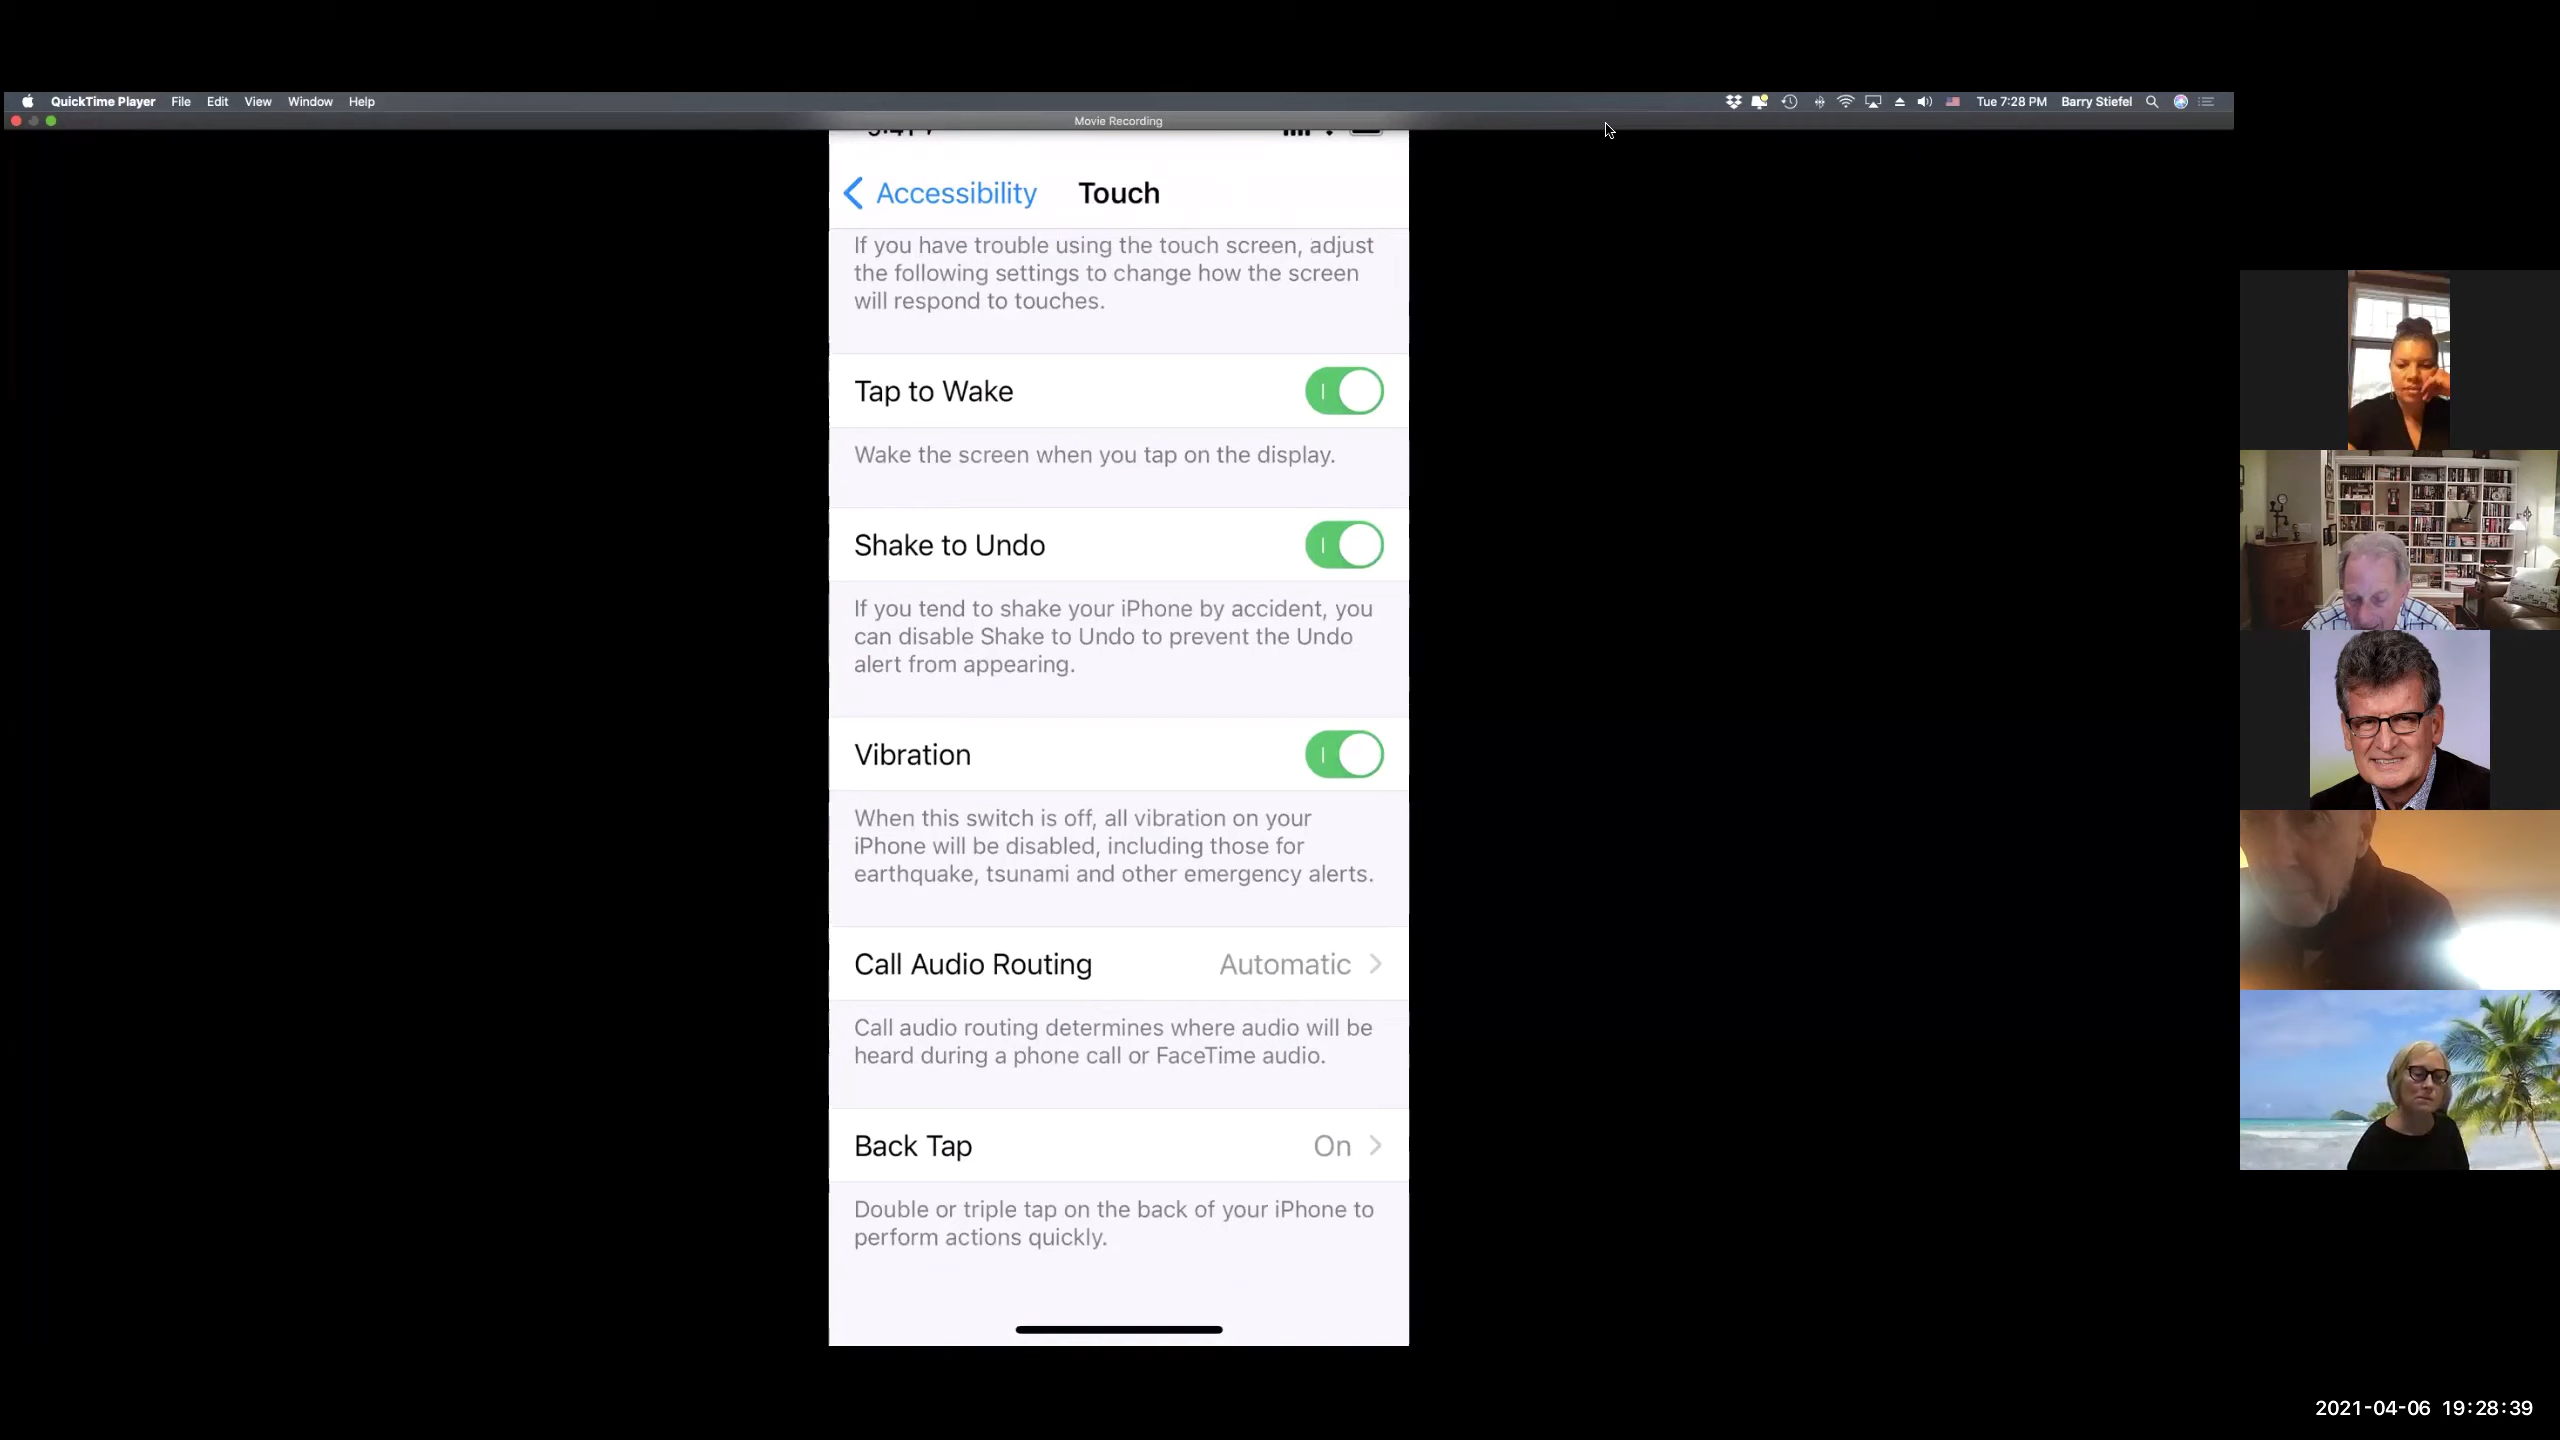 QuickTime Player File Edit View Window Help Tue 7:28 PM Barry Stiefel
Movie Recording
Accessibility Touch
If you have trouble using the touch screen, adjust
the following settings to change how the screen
will respond to touches.
Tap to Wake
Wake the screen when you tap on the display.
Shake to Undo
If you tend to shake your iPhone by accident, you
can disable Shake to Undo to prevent the Undo
alert from appearing.
Vibration
When this switch is off, all vibration on your
iPhone will be disabled, including those for
earthquake, tsunami and other emergency alerts.
Call Audio Routing Automatic
Call audio routing determines where audio will be
heard during a phone call or FaceTime audio.
Back Tap On
Double or triple tap on the back of your iPhone to
perform actions quickly.
2021-04-06 19:28:39